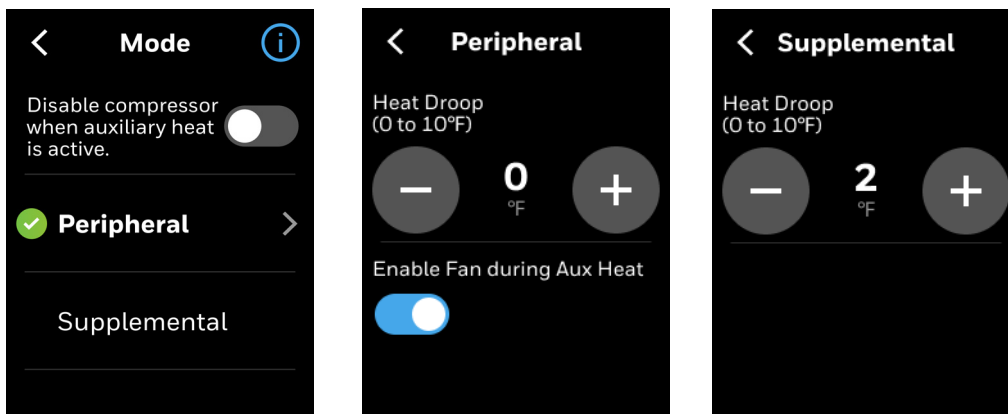 Mode
Disable compressor
when auxiliary heat
is active.
Peripheral
Supplemental
Peripheral
Heat Droop
(0 to 10°F)
0
°F
Enable Fan during Aux Heat
Supplemental
Heat Droop
(0 to 10°F)
2
°F